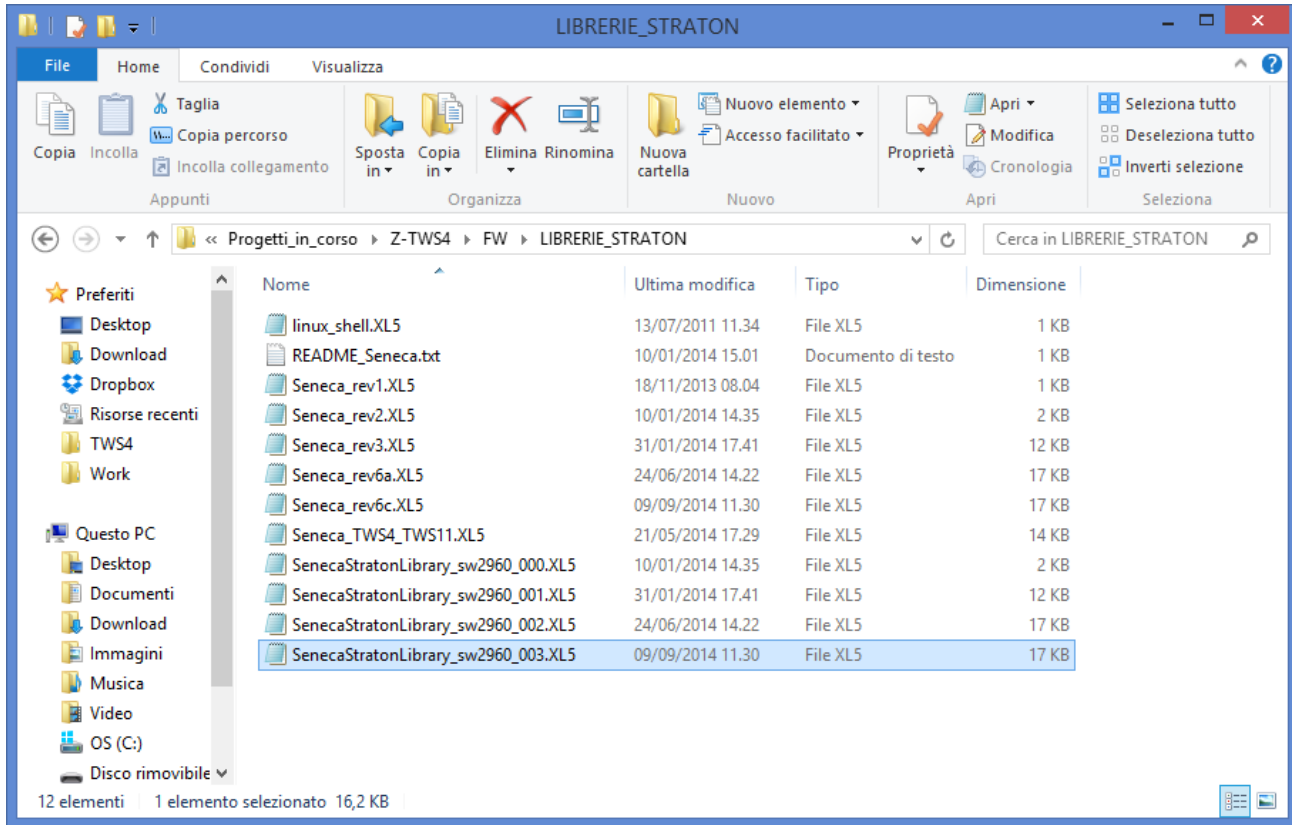 LIBRERIE_STRATON
File Home Condividi Visualizza
Copia
Incolla
Taglia
Copia percorso
Incolla collegamento
Appunti
Sposta in
Copia in
Elimina
Rinomina
Organizza
Nuova cartella
Nuovo elemento
Accesso facilitato
Nuovo
Proprietà
Apri
Modifica
Cronologia
Apri
Seleziona tutto
Deseleziona tutto
Inverti selezione
Seleziona
« Progetti_in_corso Z-TWS4 FW LIBRERIE_STRATON
Cerca in LIBRERIE_STRATON
Preferiti
Desktop
Download
Dropbox
Risorse recenti
TWS4
Work
Questo PC
Desktop
Documenti
Download
Immagini
Musica
Video
OS (C:)
Disco rimovibile
Nome Ultima modifica Tipo Dimensione
linux_shell.XL5 13/07/2011 11.34 File XL5 1 KB
README_Seneca.txt 10/01/2014 15.01 Documento di testo 1 KB
Seneca_rev1.XL5 18/11/2013 08.04 File XL5 1 KB
Seneca_rev2.XL5 10/01/2014 14.35 File XL5 2 KB
Seneca_rev3.XL5 31/01/2014 17.41 File XL5 12 KB
Seneca_rev6a.XL5 24/06/2014 14.22 File XL5 17 KB
Seneca_rev6c.XL5 09/09/2014 11.30 File XL5 17 KB
Seneca_TWS4_TWS11.XL5 21/05/2014 17.29 File XL5 14 KB
SenecaStratonLibrary_sw2960_000.XL5 10/01/2014 14.35 File XL5 2 KB
SenecaStratonLibrary_sw2960_001.XL5 31/01/2014 17.41 File XL5 12 KB
SenecaStratonLibrary_sw2960_002.XL5 24/06/2014 14.22 File XL5 17 KB
SenecaStratonLibrary_sw2960_003.XL5 09/09/2014 11.30 File XL5 17 KB
12 elementi 1 elemento selezionato 16,2 KB